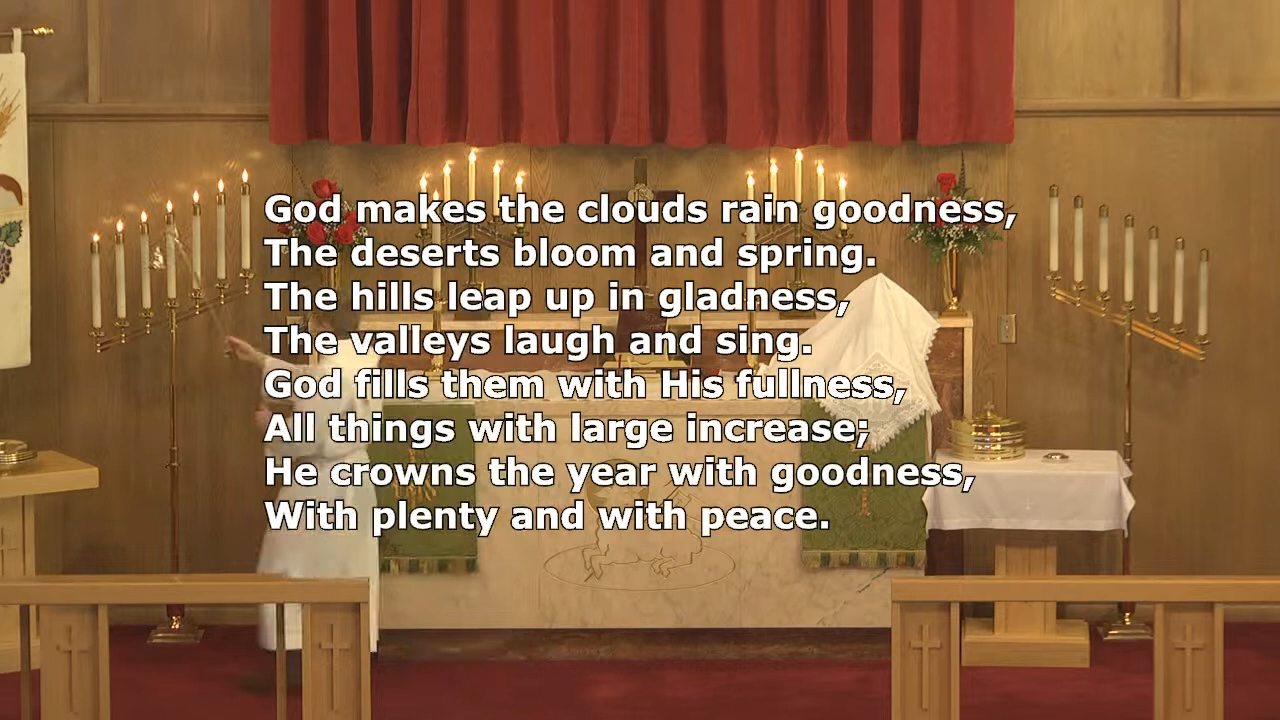 God makes the clouds rain goodness,
The deserts bloom and spring.
The hills leap up in gladness,
The valleys laugh and sing.
God fills them with His fullness,
All things with large increase;
He crowns the year with goodness,
With plenty and with peace.